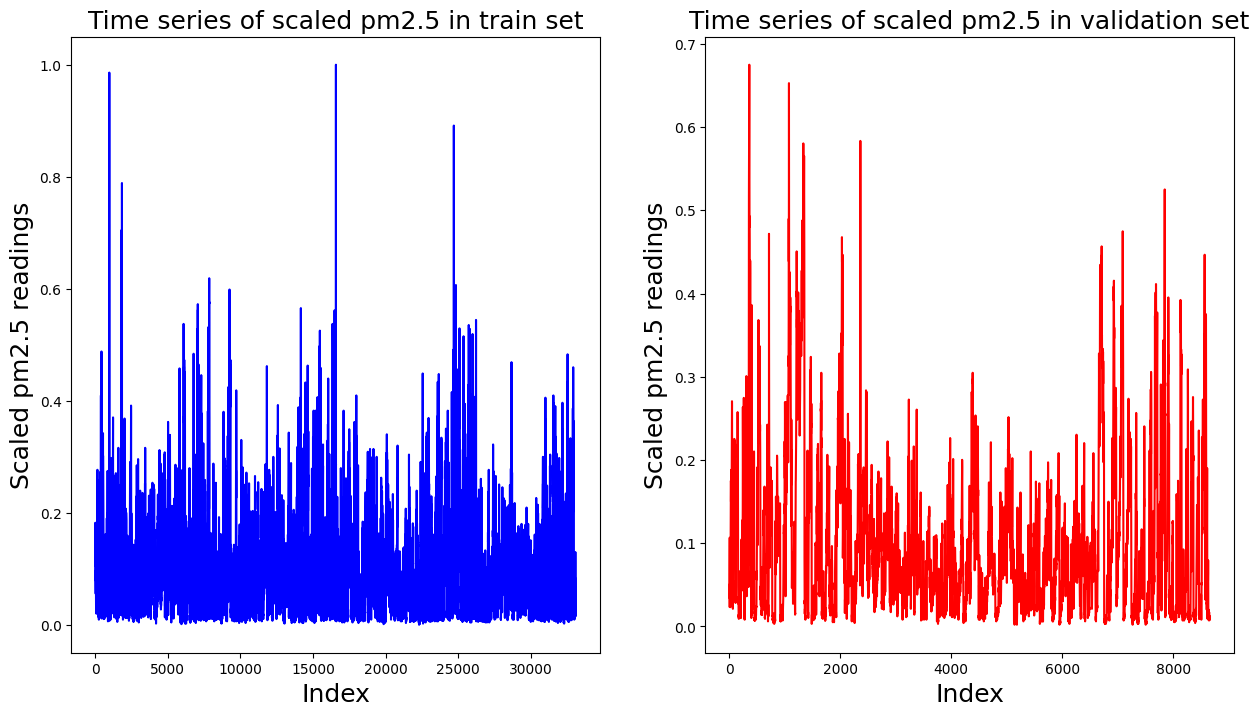 Time series of scaled pm2.5 in train set
Scaled pm2.5 readings
1.0
0.8
0.6
0.4
0.2
0.0
0 5000 10000 15000 20000 25000 30000
Index
Time series of scaled pm2.5 in validation set
Scaled pm2.5 readings
0.7
0.6
0.5
0.4
0.3
0.2
0.1
0.0
0 2000 4000 6000 8000
Index